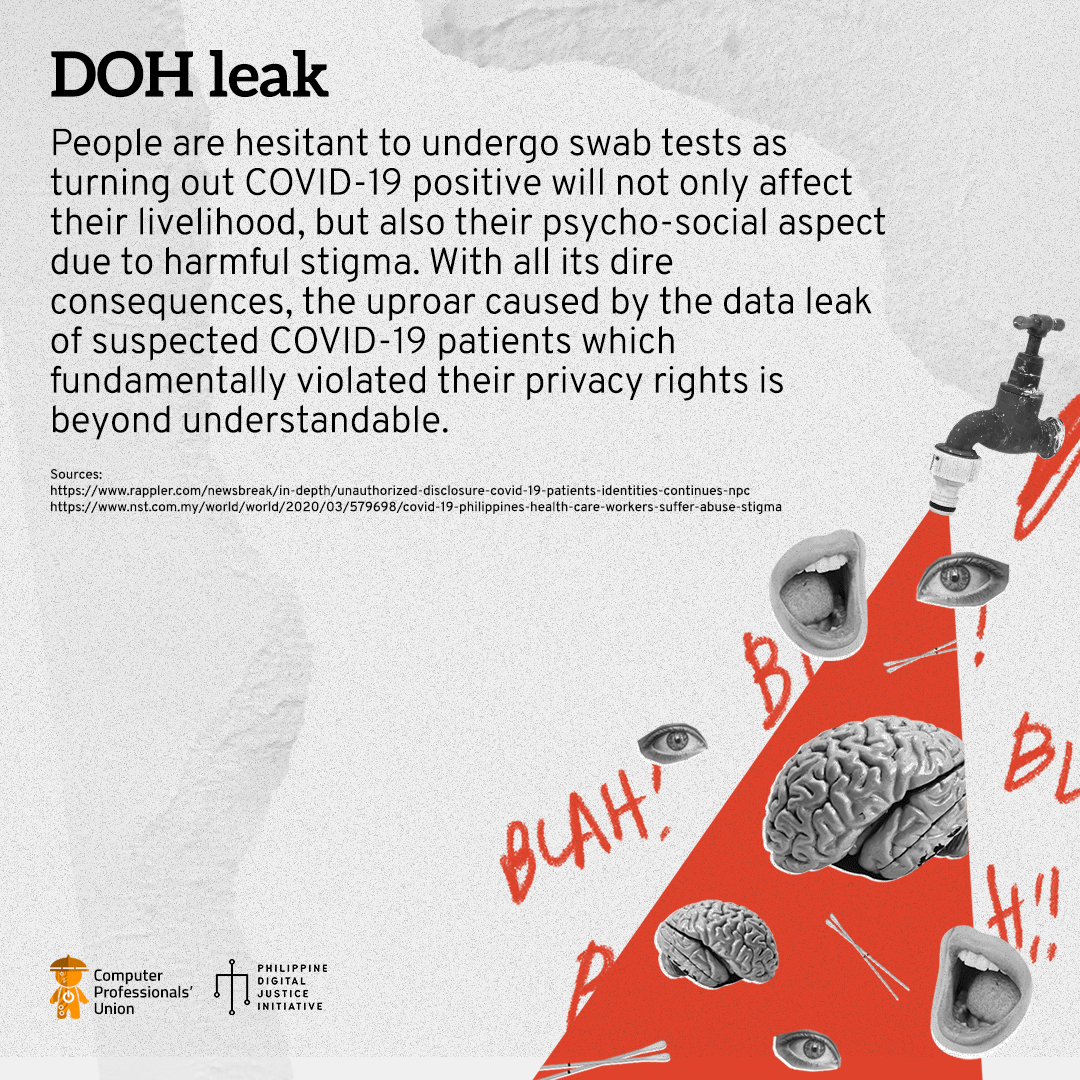 DOH leak
People are hesitant to undergo swab tests as
turning out COVID-19 positive will not only affect
their livelihood, but also their psycho-social aspect
due to harmful stigma. With all its dire
consequences, the uproar caused by the data leak
of suspected COVID-19 patients which
fundamentally violated their privacy rights is
beyond understandable.
Sources:
https://www.rappler.com/newsbreak/in-depth/unauthorized-disclosure-covid-19-patients-identities-continues-npc
https://www.nst.com.my/world/world/2020/03/579698/covid-19-philippines-health-care-workers-suffer-abuse-stigma
BL
!
BL
BLAH!
H!!
B
Computer
Professionals’
Union
PHILIPPINE
DIGITAL
JUSTICE
INITIATIVE